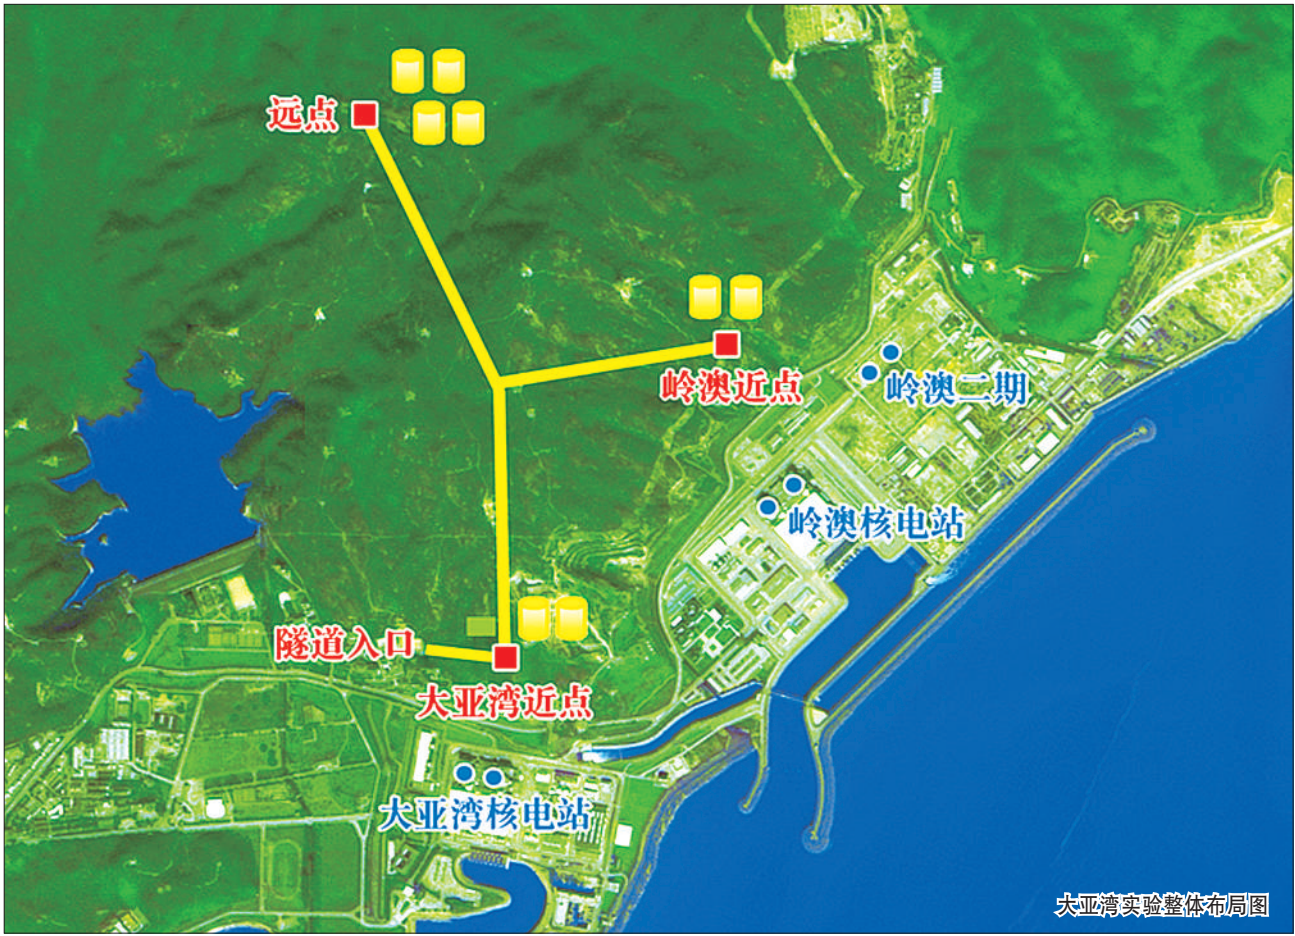 远点
岭澳近点
岭澳二期
岭澳核电站
隧道入口
大亚湾近点
大亚湾核电站
大亚湾实验整体布局图